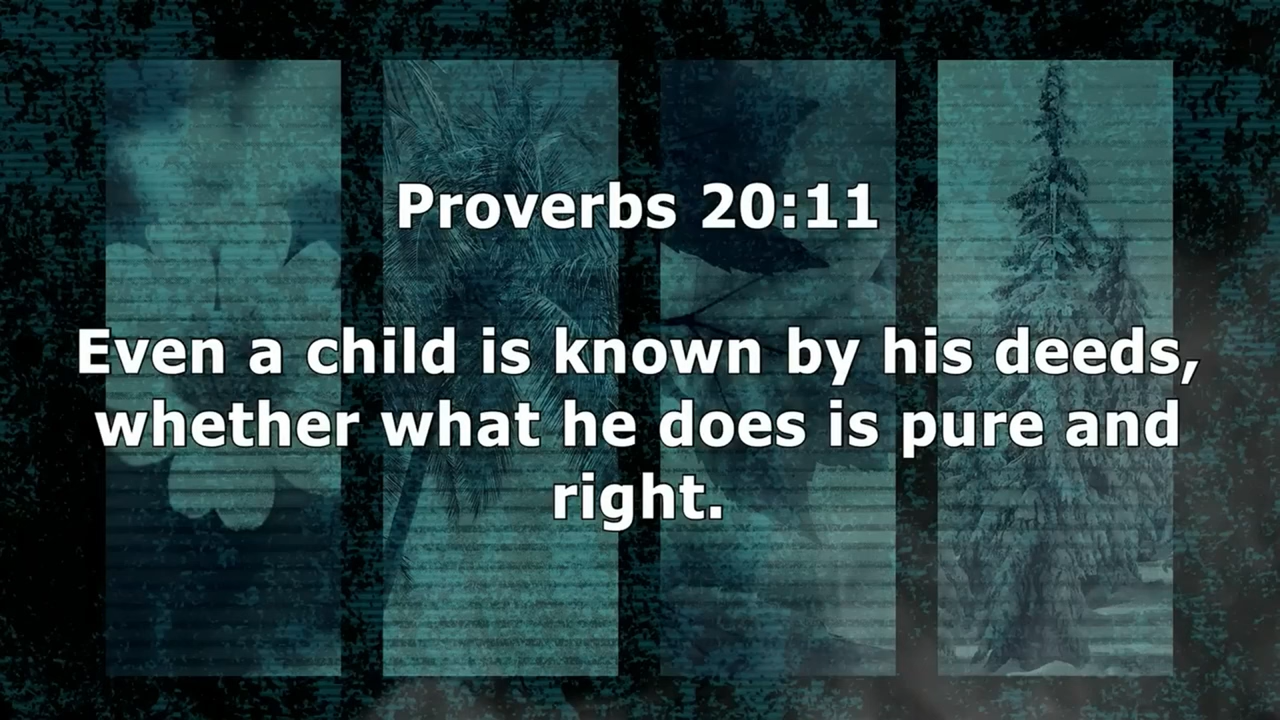 Proverbs 20:11
Even a child is known by his deeds,
whether what he does is pure and
right.